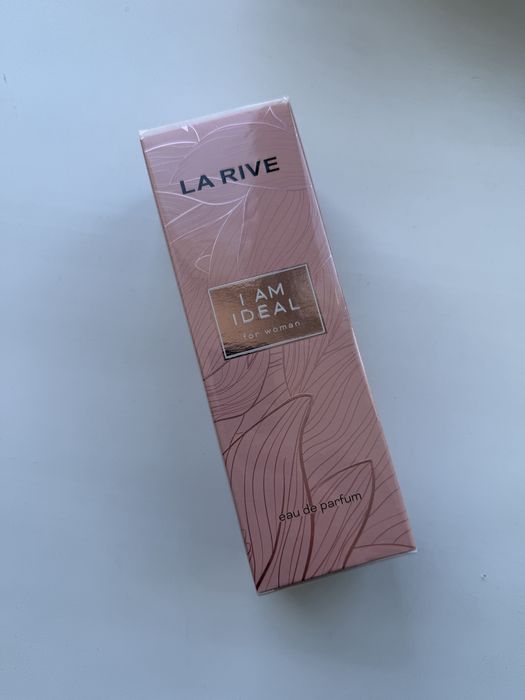 LA RIVE
I AM
IDEAL
for woman
eau de parfum